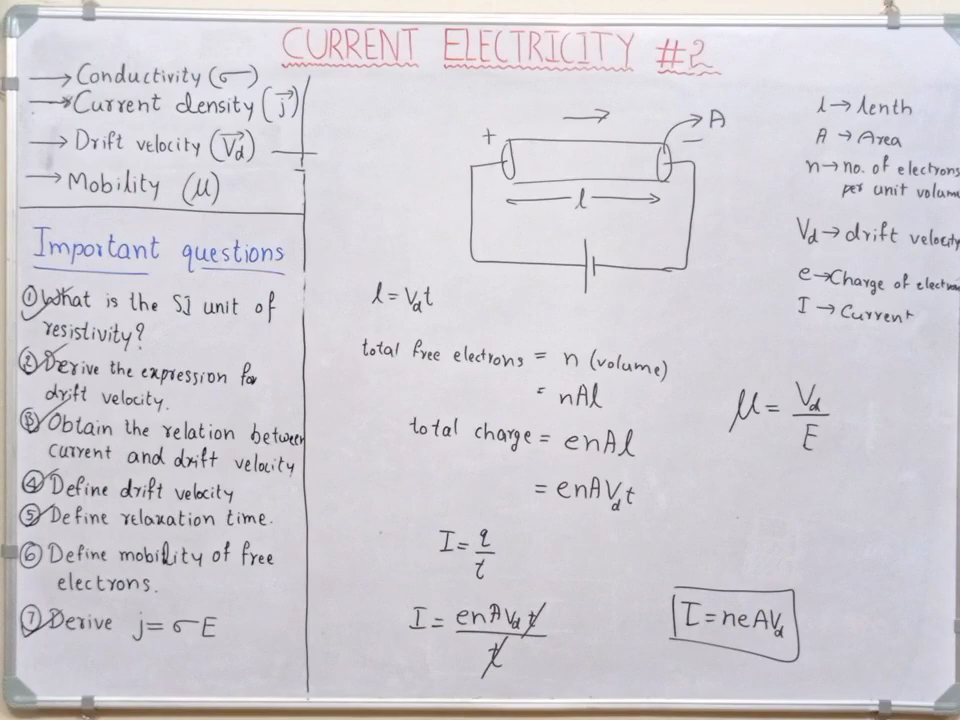 CURRENT ELECTRICITY #2
→ Conductivity (σ)
→ Current density (j⃗)
→ Drift velocity (V⃗d)
→ Mobility (μ)
Important questions
① What is the SI unit of
resistivity?
② Derive the expression for
drift velocity.
③ Obtain the relation between
current and drift velocity
④ Define drift velocity
⑤ Define relaxation time.
⑥ Define mobility of free
electrons.
⑦ Derive j = σE
→ A
+ −
l
l = Vdt
total free electrons = n (volume)
= nAl
total charge = enAl
= enAVdt
I = q/t
I = enAVdt/t
I = neAVd
l → lenth
A → Area
n → no. of electrons
per unit volume
Vd → drift velocity
e → Charge of electron
I → Current
μ = Vd/E